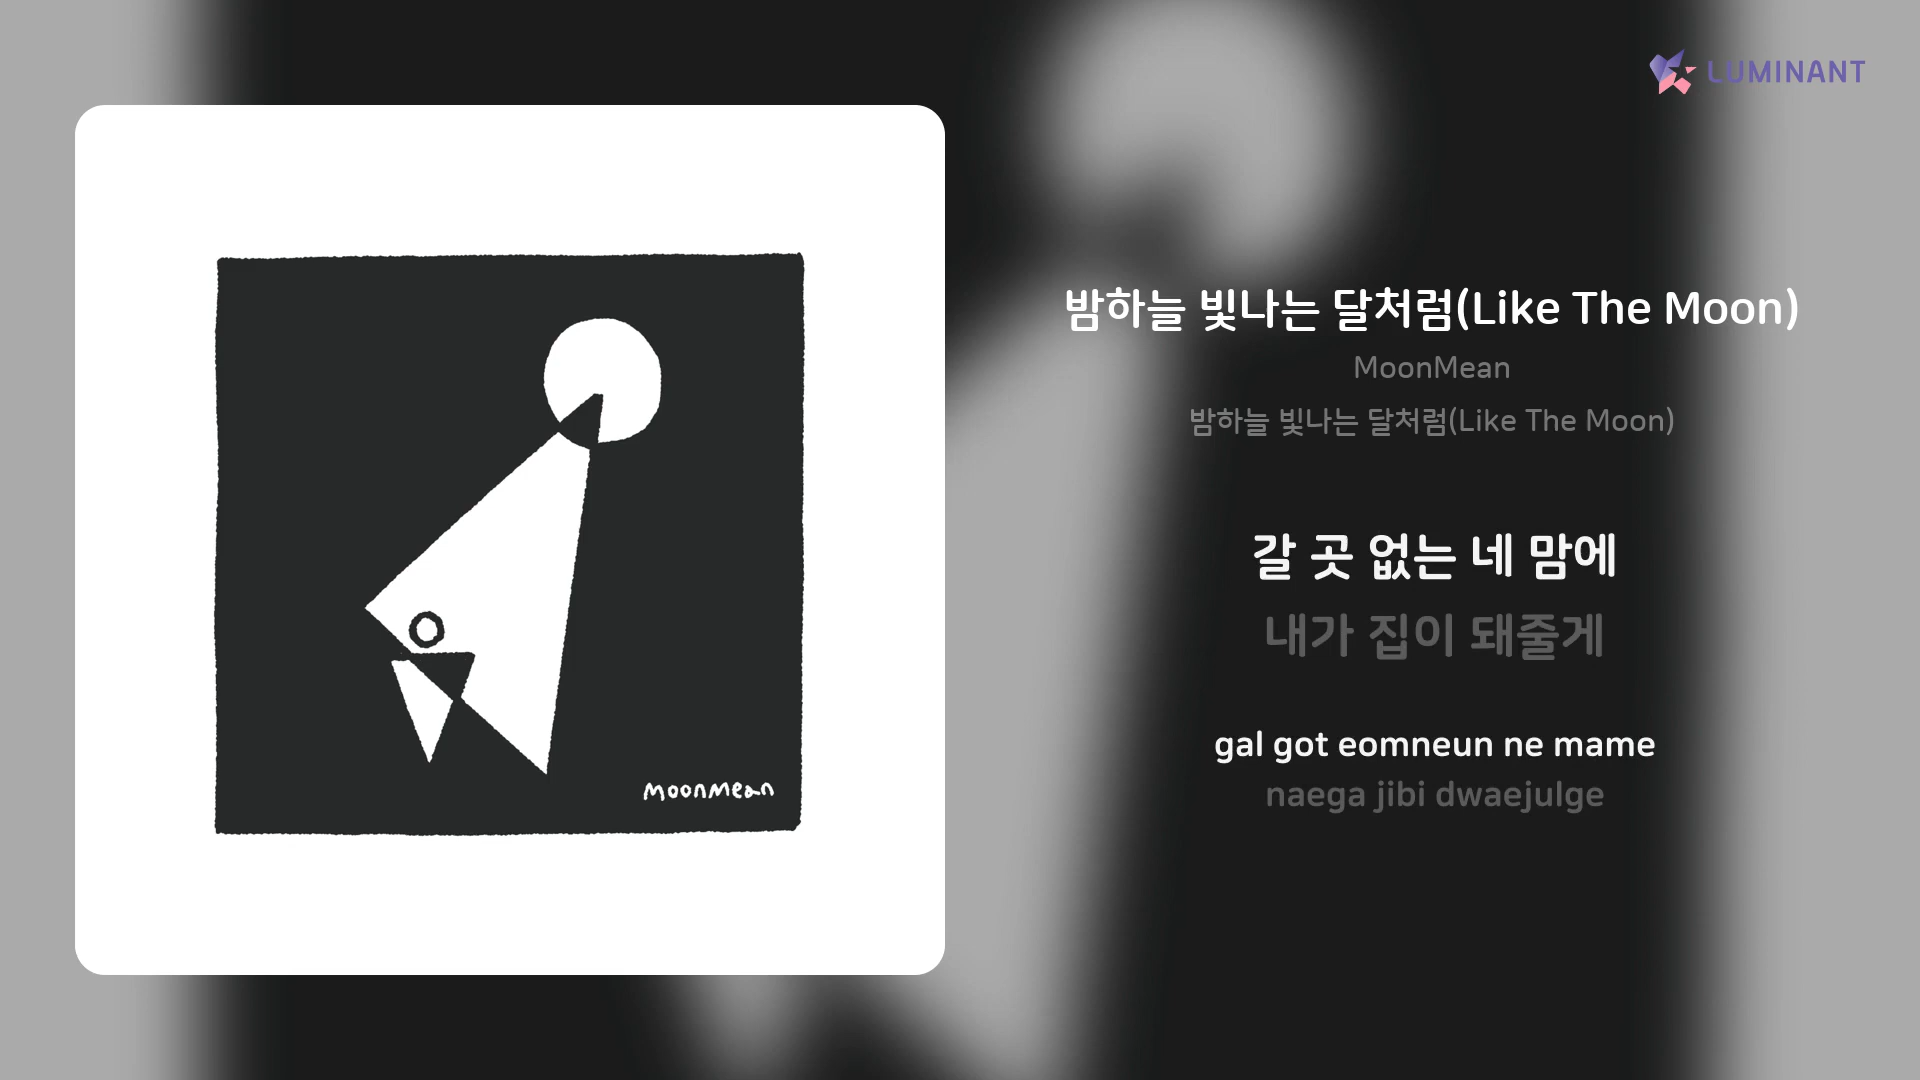 LUMINANT
밤하늘 빛나는 달처럼(Like The Moon)
MoonMean
밤하늘 빛나는 달처럼(Like The Moon)
갈 곳 없는 네 맘에
내가 집이 돼줄게
gal got eomneun ne mame
naega jibi dwaejulge
MoonMean